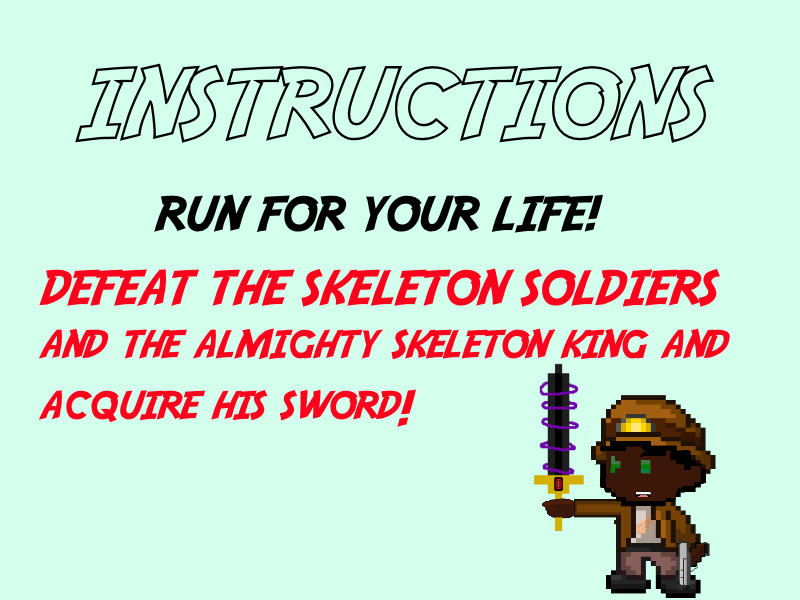 INSTRUCTIONS
RUN FOR YOUR LIFE!
DEFEAT THE SKELETON SOLDIERS
AND THE ALMIGHTY SKELETON KING AND
ACQUIRE HIS SWORD!